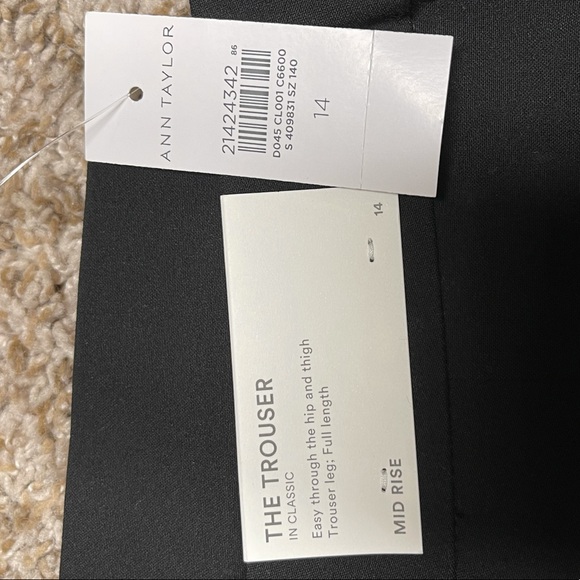 ANN TAYLOR
21424342 86
D045 CL001 C6600
S 409831 SZ 140
14
14
THE TROUSER
IN CLASSIC
Easy through the hip and thigh
Trouser leg; Full length
MID RISE